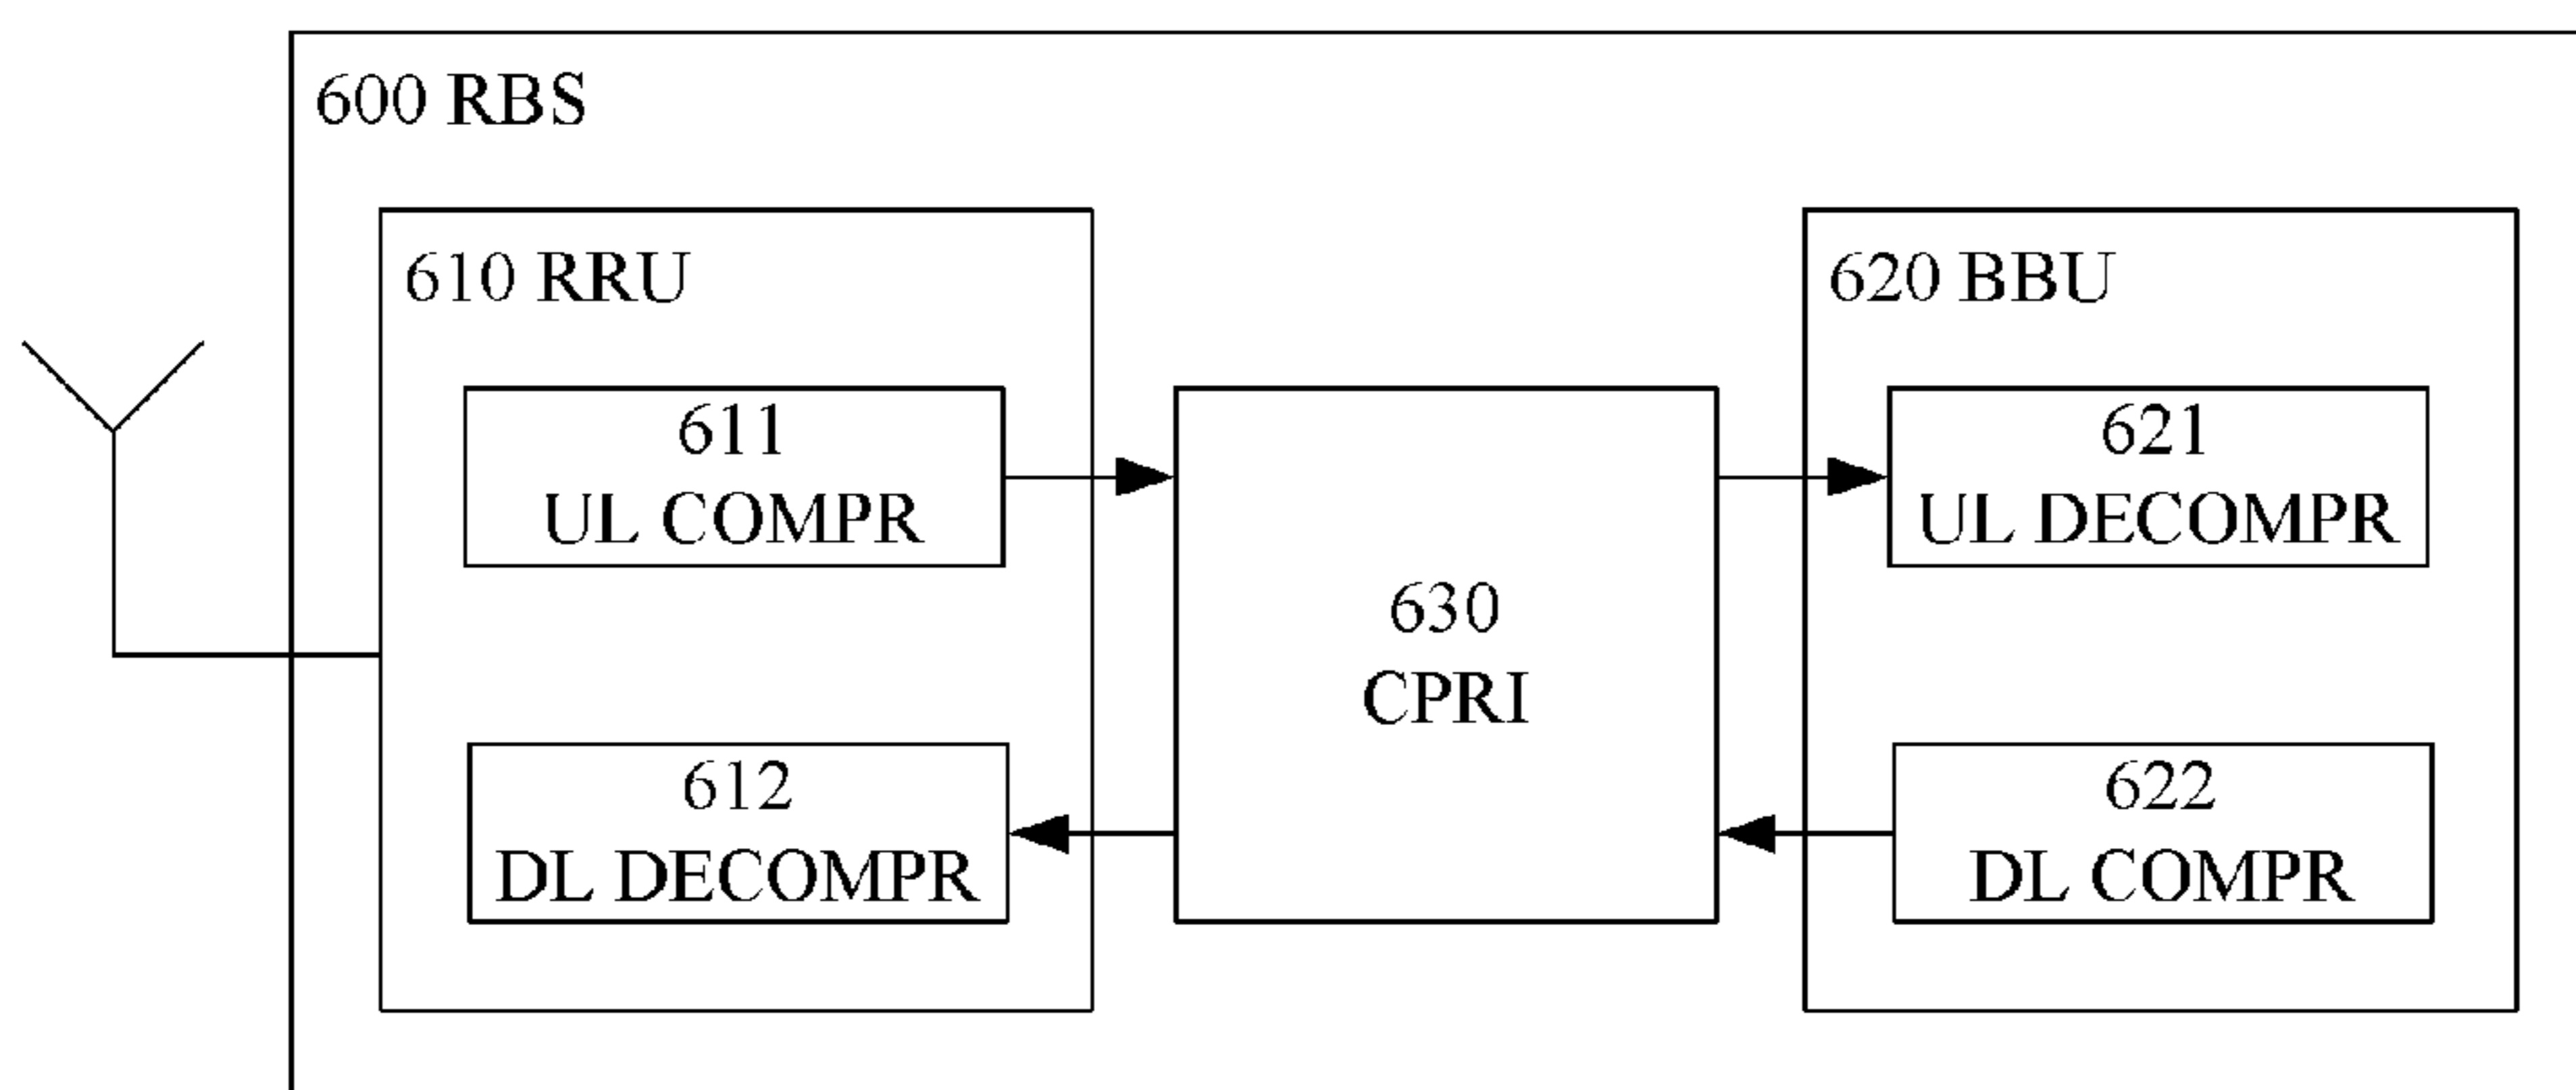 600 RBS
610 RRU
620 BBU
611
UL COMPR
621
UL DECOMPR
630
CPRI
612
DL DECOMPR
622
DL COMPR